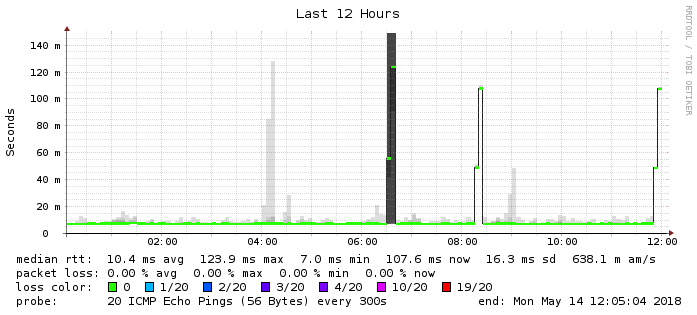 Last 12 Hours
RRDTOOL / TOBI OETIKER
Seconds
140 m
120 m
100 m
80 m
60 m
40 m
20 m
0
02:00 04:00 06:00 08:00 10:00 12:00
median rtt: 10.4 ms avg 123.9 ms max 7.0 ms min 107.6 ms now 16.3 ms sd 638.1 m am/s
packet loss: 0.00 % avg 0.00 % max 0.00 % min 0.00 % now
loss color: 0 1/20 2/20 3/20 4/20 10/20 19/20
probe: 20 ICMP Echo Pings (56 Bytes) every 300s end: Mon May 14 12:05:04 2018